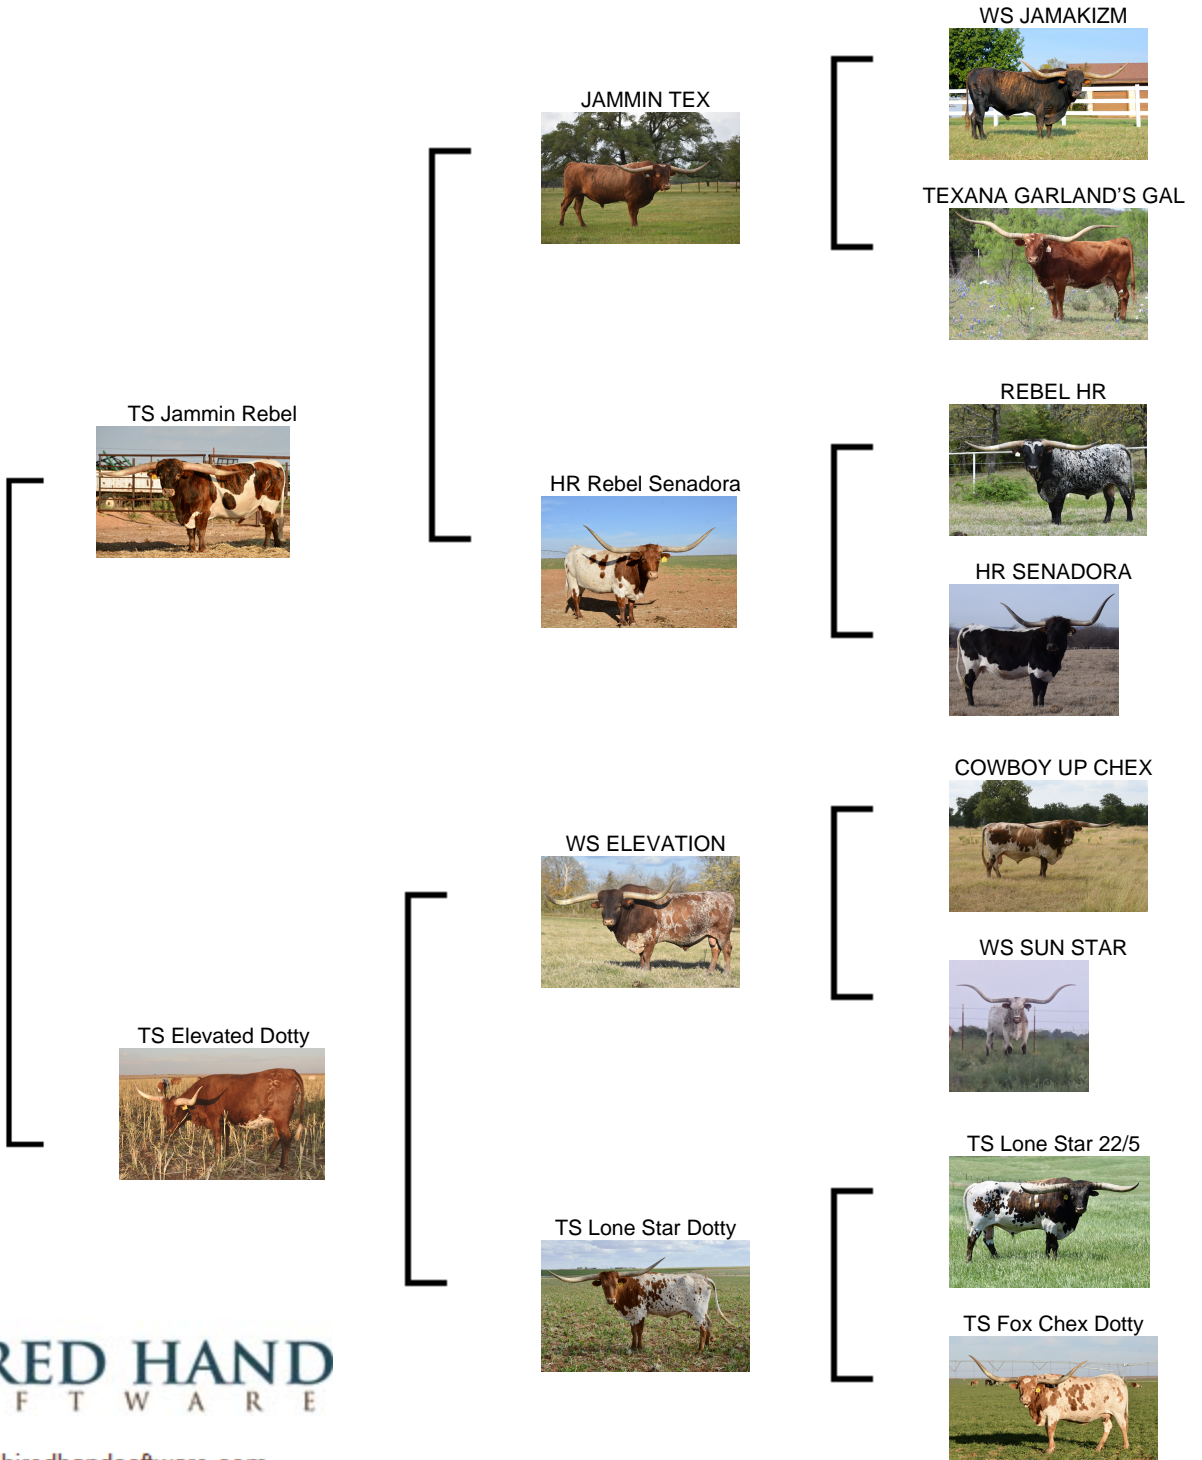 WS JAMAKIZM
JAMMIN TEX
TEXANA GARLAND'S GAL
TS Jammin Rebel
REBEL HR
HR Rebel Senadora
HR SENADORA
COWBOY UP CHEX
WS ELEVATION
WS SUN STAR
TS Elevated Dotty
TS Lone Star 22/5
TS Lone Star Dotty
TS Fox Chex Dotty
RED HAND
F T W A R E